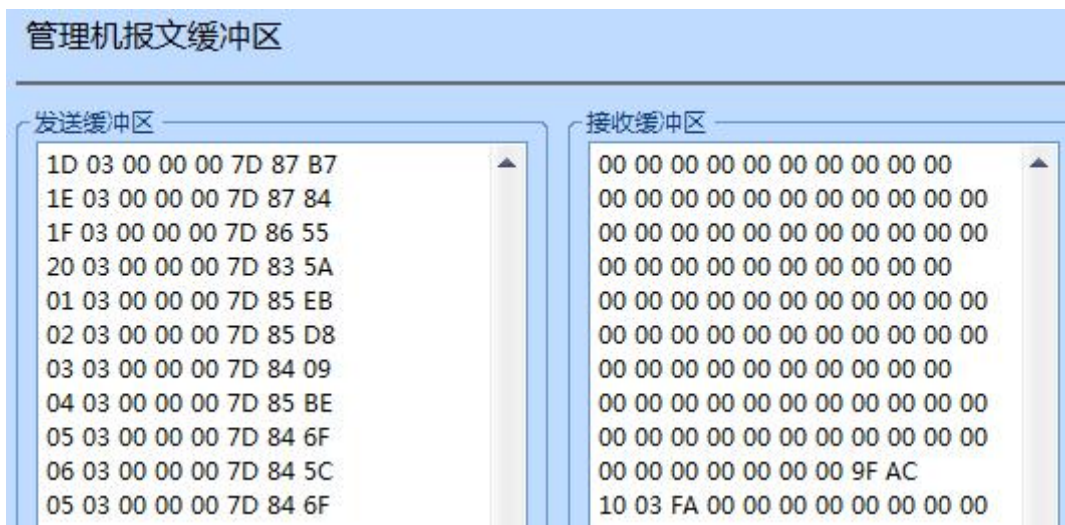 管理机报文缓冲区
发送缓冲区
1D 03 00 00 00 7D 87 B7
1E 03 00 00 00 7D 87 84
1F 03 00 00 00 7D 86 55
20 03 00 00 00 7D 83 5A
01 03 00 00 00 7D 85 EB
02 03 00 00 00 7D 85 D8
03 03 00 00 00 7D 84 09
04 03 00 00 00 7D 85 BE
05 03 00 00 00 7D 84 6F
06 03 00 00 00 7D 84 5C
05 03 00 00 00 7D 84 6F
接收缓冲区
00 00 00 00 00 00 00 00 00 00
00 00 00 00 00 00 00 00 00 00 00
00 00 00 00 00 00 00 00 00 00 00
00 00 00 00 00 00 00 00 00 00
00 00 00 00 00 00 00 00 00 00 00
00 00 00 00 00 00 00 00 00 00 00
00 00 00 00 00 00 00 00 00 00
00 00 00 00 00 00 00 00 00 00 00
00 00 00 00 00 00 00 00 00 00 00
00 00 00 00 00 00 00 9F AC
10 03 FA 00 00 00 00 00 00 00 00